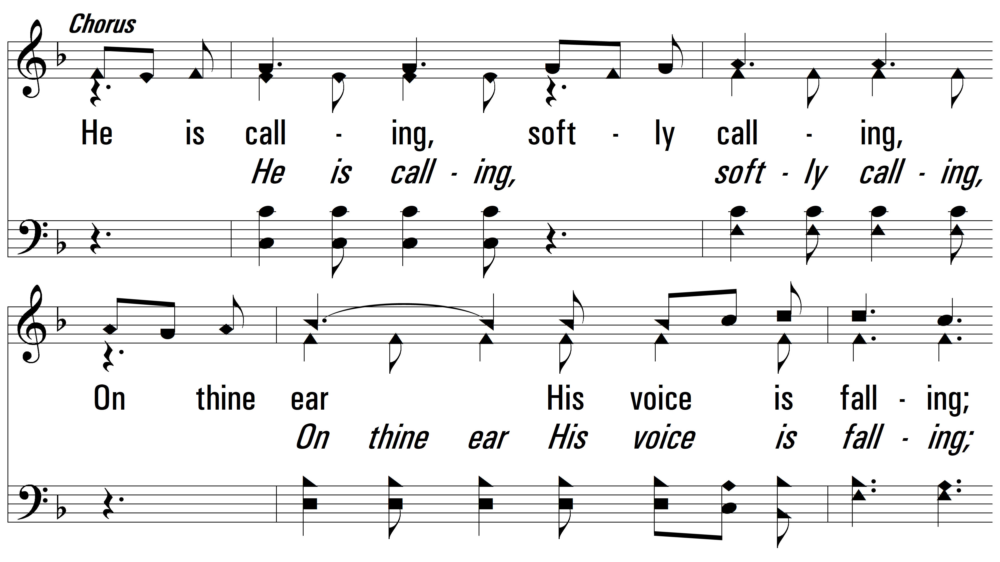 Chorus
He is call - ing, soft - ly call - ing,
He is call - ing, soft - ly call - ing,
On thine ear His voice is fall - ing;
On thine ear His voice is fall - ing;